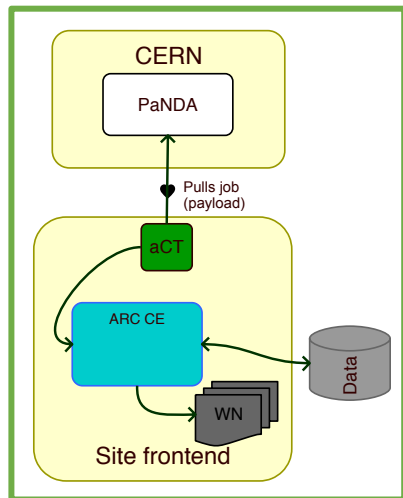 CERN
PaNDA
Pulls job
(payload)
aCT
ARC CE
Data
WN
Site frontend